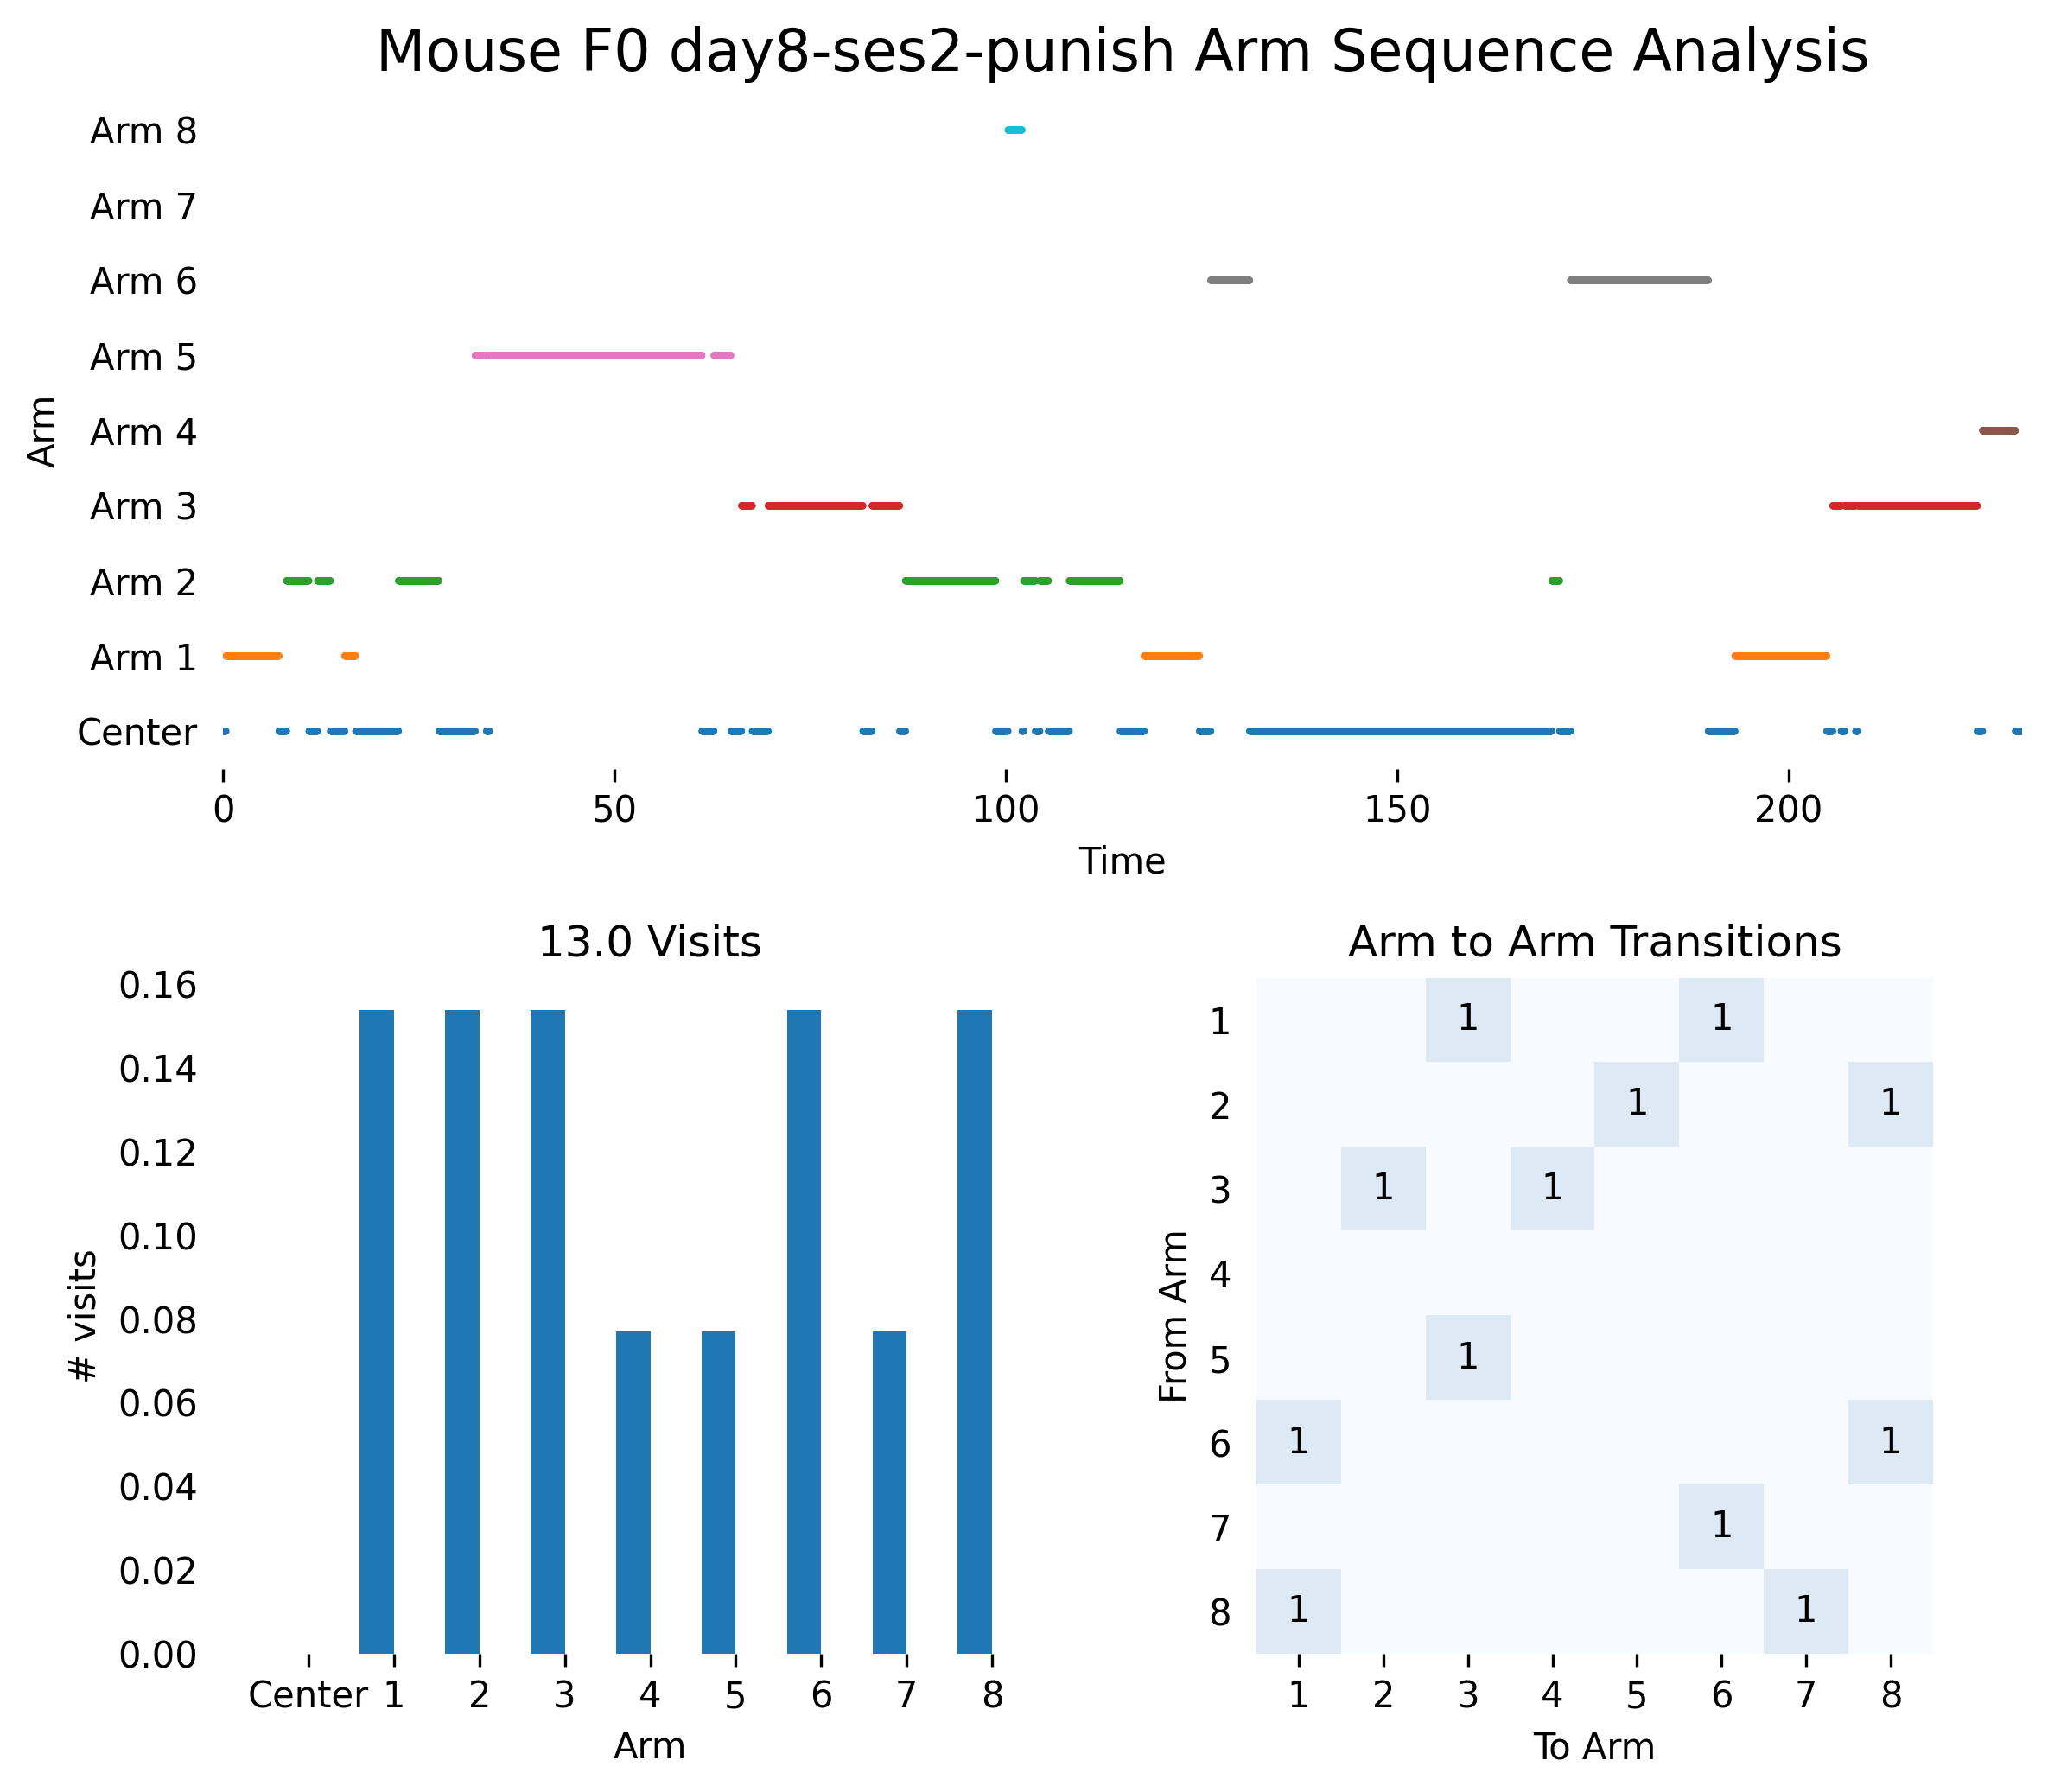 Mouse F0 day8-ses2-punish Arm Sequence Analysis
Arm
Arm 8
Arm 7
Arm 6
Arm 5
Arm 4
Arm 3
Arm 2
Arm 1
Center
0 50 100 150 200
Time
13.0 Visits
# visits
0.16
0.14
0.12
0.10
0.08
0.06
0.04
0.02
0.00
Center 1 2 3 4 5 6 7 8
Arm
Arm to Arm Transitions
From Arm
1 1 1
2 1 1
3 1 1
4
5 1
6 1 1
7 1
8 1 1
1 2 3 4 5 6 7 8
To Arm